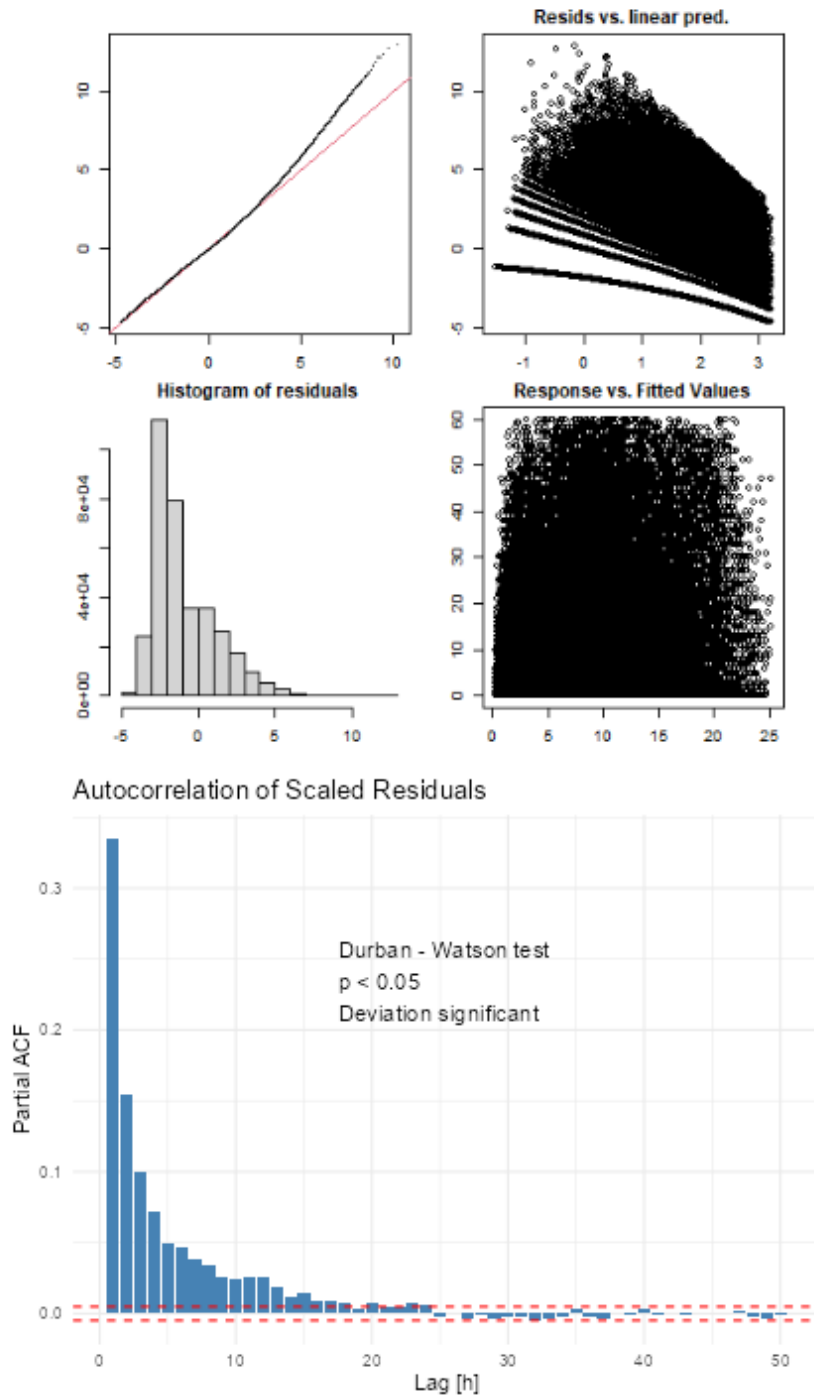 Resids vs. linear pred.
10
5
0
-5
-5 0 5 10
10
5
0
-5
-1 0 1 2 3
Histogram of residuals
Response vs. Fitted Values
8e+04
4e+04
0e+00
-5 0 5 10
60
50
40
30
20
10
0
0 5 10 15 20 25
Autocorrelation of Scaled Residuals
Durban - Watson test
p < 0.05
Deviation significant
Partial ACF
0.3
0.2
0.1
0.0
0 10 20 30 40 50
Lag [h]